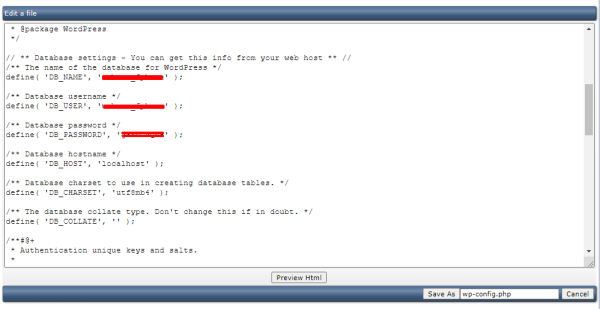 Edit a file
* @package WordPress
*/
// ** Database settings - You can get this info from your web host ** //
/** The name of the database for WordPress */
define( 'DB_NAME', '' );
/** Database username */
define( 'DB_USER', '' );
/** Database password */
define( 'DB_PASSWORD', '' );
/** Database hostname */
define( 'DB_HOST', 'localhost' );
/** Database charset to use in creating database tables. */
define( 'DB_CHARSET', 'utf8mb4' );
/** The database collate type. Don't change this if in doubt. */
define( 'DB_COLLATE', '' );
/**#@+
* Authentication unique keys and salts.
*
Preview Html
Save As wp-config.php Cancel